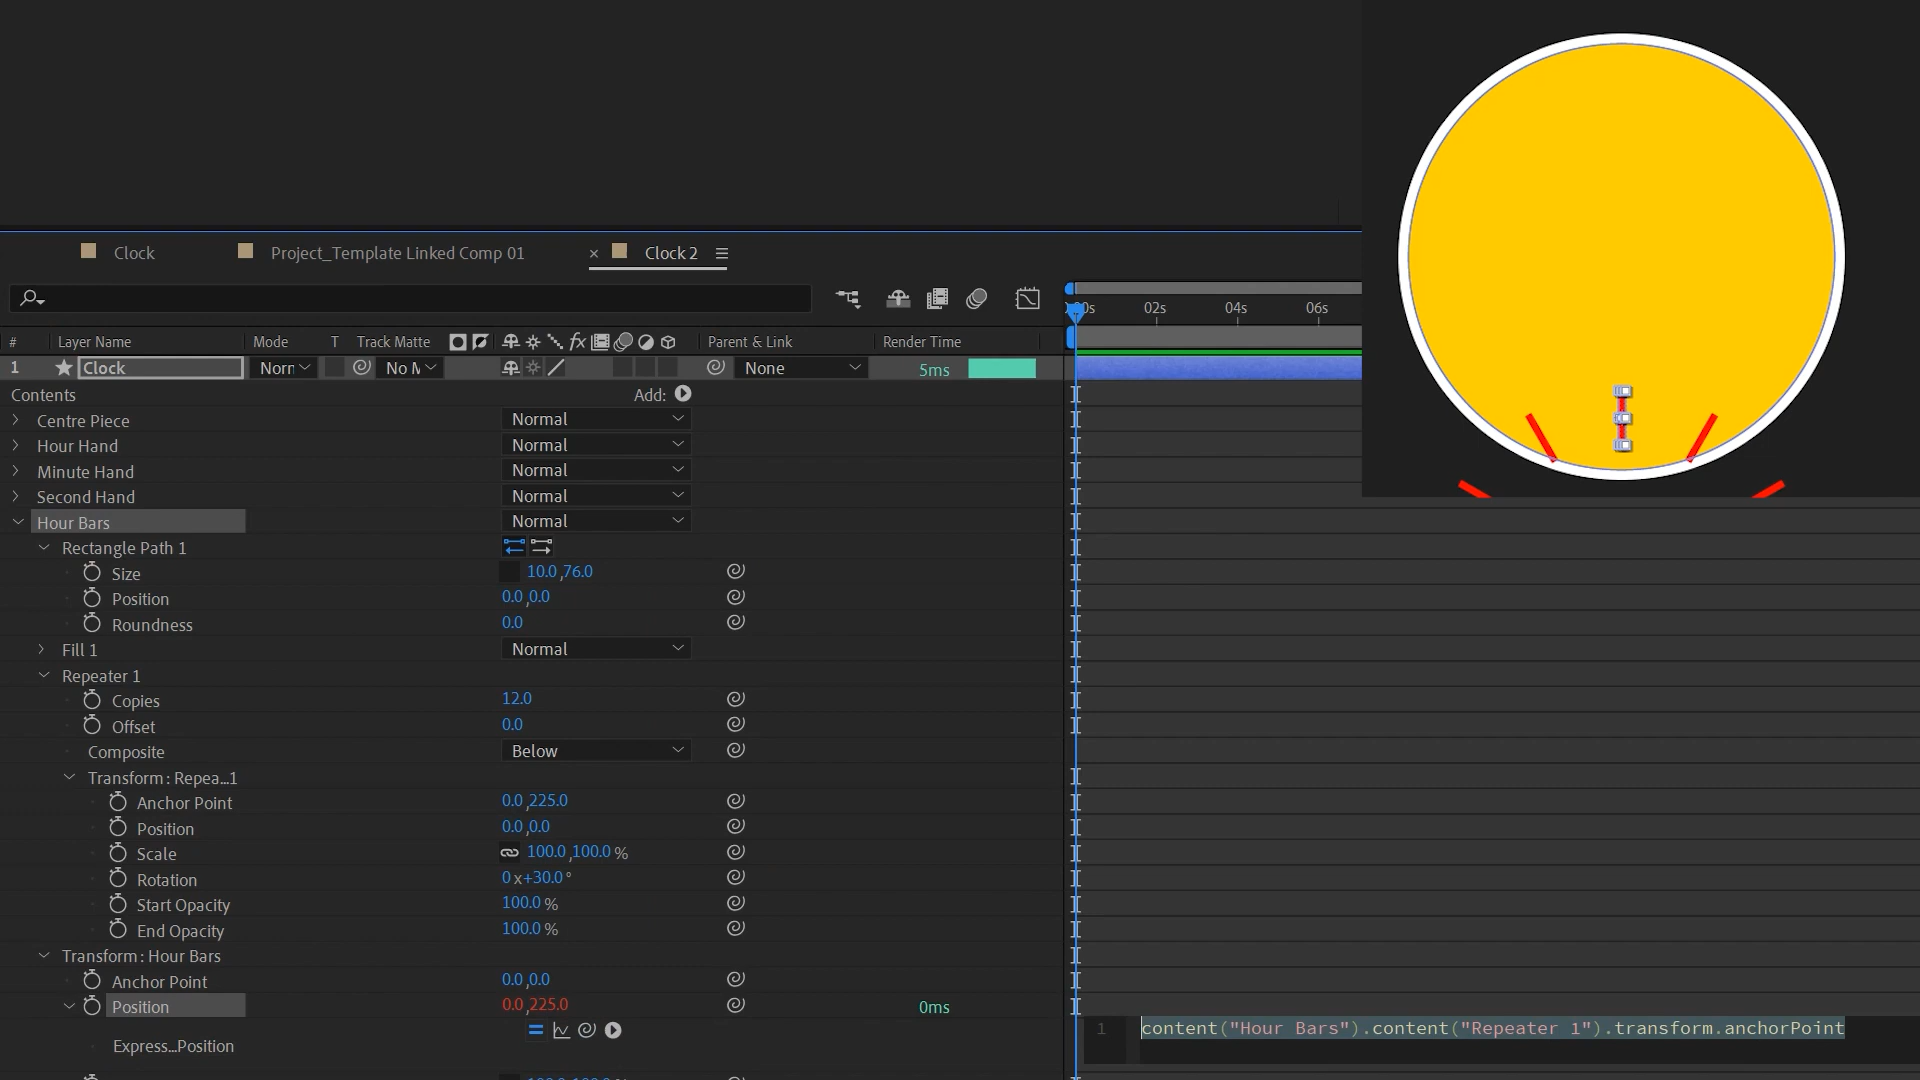 Clock Project_Template Linked Comp 01 × Clock 2
02s 04s 06s
# Layer Name Mode T Track Matte fx Parent & Link Render Time
1 Clock Norn No M None 5ms
Contents Add:
Centre Piece Normal
Hour Hand Normal
Minute Hand Normal
Second Hand Normal
Hour Bars Normal
Rectangle Path 1
Size 10.0,76.0
Position 0.0,0.0
Roundness 0.0
Fill 1 Normal
Repeater 1
Copies 12.0
Offset 0.0
Composite Below
Transform: Repea...1
Anchor Point 0.0,225.0
Position 0.0,0.0
Scale 100.0,100.0%
Rotation 0x+30.0°
Start Opacity 100.0%
End Opacity 100.0%
Transform: Hour Bars
Anchor Point 0.0,0.0
Position 0.0,225.0 0ms
1 content("Hour Bars").content("Repeater 1").transform.anchorPoint
Express...Position